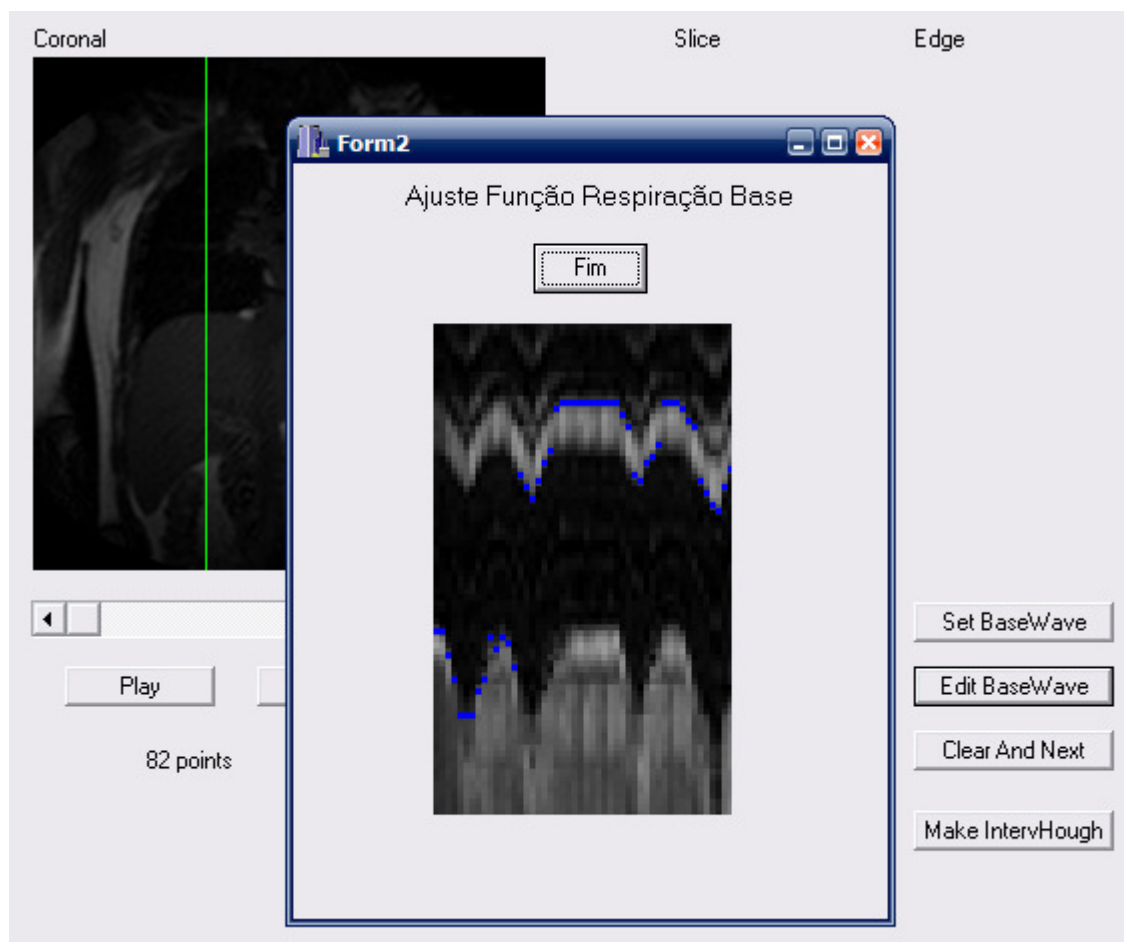 Coronal
Slice
Edge
Form2
Ajuste Função Respiração Base
Fim
Set BaseWave
Play
Edit BaseWave
82 points
Clear And Next
Make IntervHough